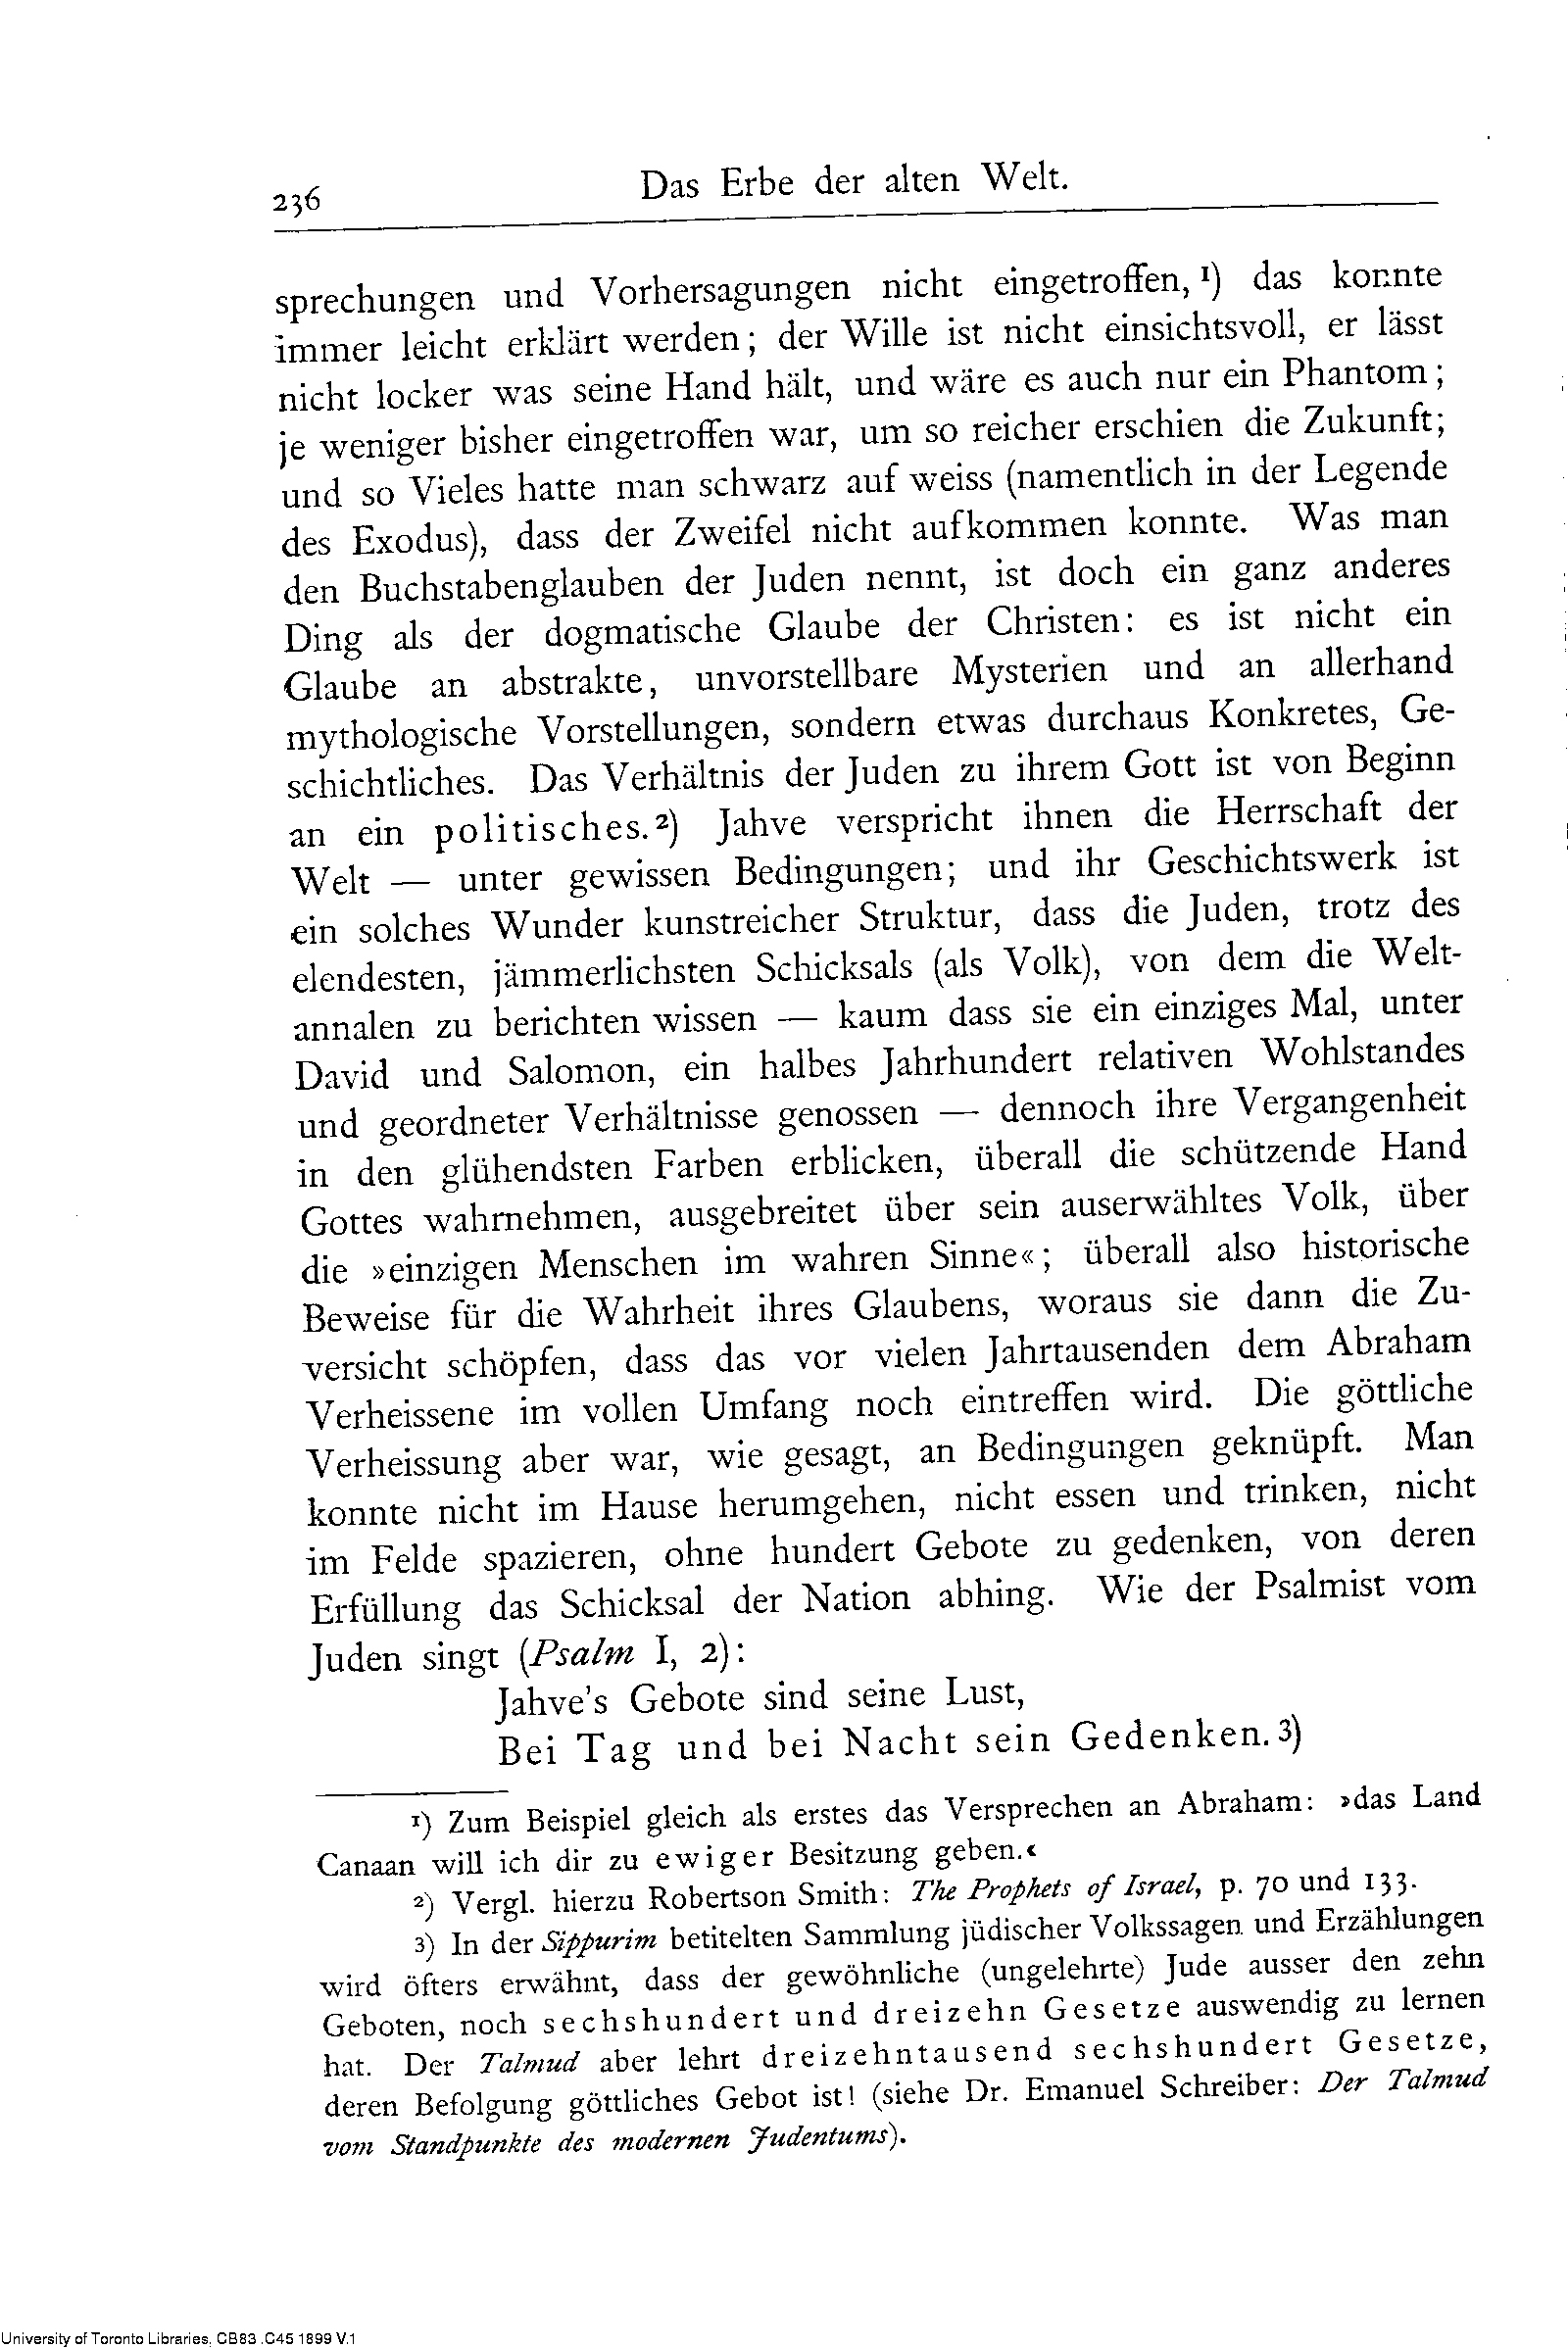 236
Das Erbe der alten Welt.
sprechungen und Vorhersagungen nicht eingetroffen, ¹) das konnte
immer leicht erklärt werden; der Wille ist nicht einsichtsvoll, er lässt
nicht locker was seine Hand hält, und wäre es auch nur ein Phantom;
je weniger bisher eingetroffen war, um so reicher erschien die Zukunft;
und so Vieles hatte man schwarz auf weiss (namentlich in der Legende
des Exodus), dass der Zweifel nicht aufkommen konnte. Was man
den Buchstabenglauben der Juden nennt, ist doch ein ganz anderes
Ding als der dogmatische Glaube der Christen: es ist nicht ein
Glaube an abstrakte, unvorstellbare Mysterien und an allerhand
mythologische Vorstellungen, sondern etwas durchaus Konkretes, Ge-
schichtliches. Das Verhältnis der Juden zu ihrem Gott ist von Beginn
an ein politisches.²) Jahve verspricht ihnen die Herrschaft der
Welt — unter gewissen Bedingungen; und ihr Geschichtswerk ist
ein solches Wunder kunstreicher Struktur, dass die Juden, trotz des
elendesten, jämmerlichsten Schicksals (als Volk), von dem die Welt-
annalen zu berichten wissen — kaum dass sie ein einziges Mal, unter
David und Salomon, ein halbes Jahrhundert relativen Wohlstandes
und geordneter Verhältnisse genossen — dennoch ihre Vergangenheit
in den glühendsten Farben erblicken, überall die schützende Hand
Gottes wahrnehmen, ausgebreitet über sein auserwähltes Volk, über
die »einzigen Menschen im wahren Sinne«; überall also historische
Beweise für die Wahrheit ihres Glaubens, woraus sie dann die Zu-
versicht schöpfen, dass das vor vielen Jahrtausenden dem Abraham
Verheissene im vollen Umfang noch eintreffen wird. Die göttliche
Verheissung aber war, wie gesagt, an Bedingungen geknüpft. Man
konnte nicht im Hause herumgehen, nicht essen und trinken, nicht
im Felde spazieren, ohne hundert Gebote zu gedenken, von deren
Erfüllung das Schicksal der Nation abhing. Wie der Psalmist vom
Juden singt (Psalm I, 2):
Jahve's Gebote sind seine Lust,
Bei Tag und bei Nacht sein Gedenken.³)
¹) Zum Beispiel gleich als erstes das Versprechen an Abraham: »das Land
Canaan will ich dir zu ewiger Besitzung geben.«
²) Vergl. hierzu Robertson Smith: The Prophets of Israel, p. 70 und 133.
³) In der Sippurim betitelten Sammlung jüdischer Volkssagen und Erzählungen
wird öfters erwähnt, dass der gewöhnliche (ungelehrte) Jude ausser den zehn
Geboten, noch sechshundert und dreizehn Gesetze auswendig zu lernen
hat. Der Talmud aber lehrt dreizehntausend sechshundert Gesetze,
deren Befolgung göttliches Gebot ist! (siehe Dr. Emanuel Schreiber: Der Talmud
vom Standpunkte des modernen Judentums).
University of Toronto Libraries, CB83 .C45 1899 V.1